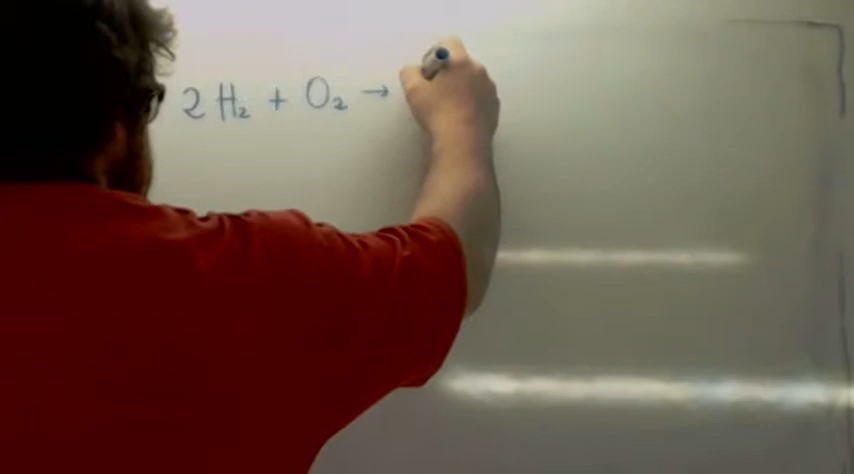 2 H₂ + O₂ →